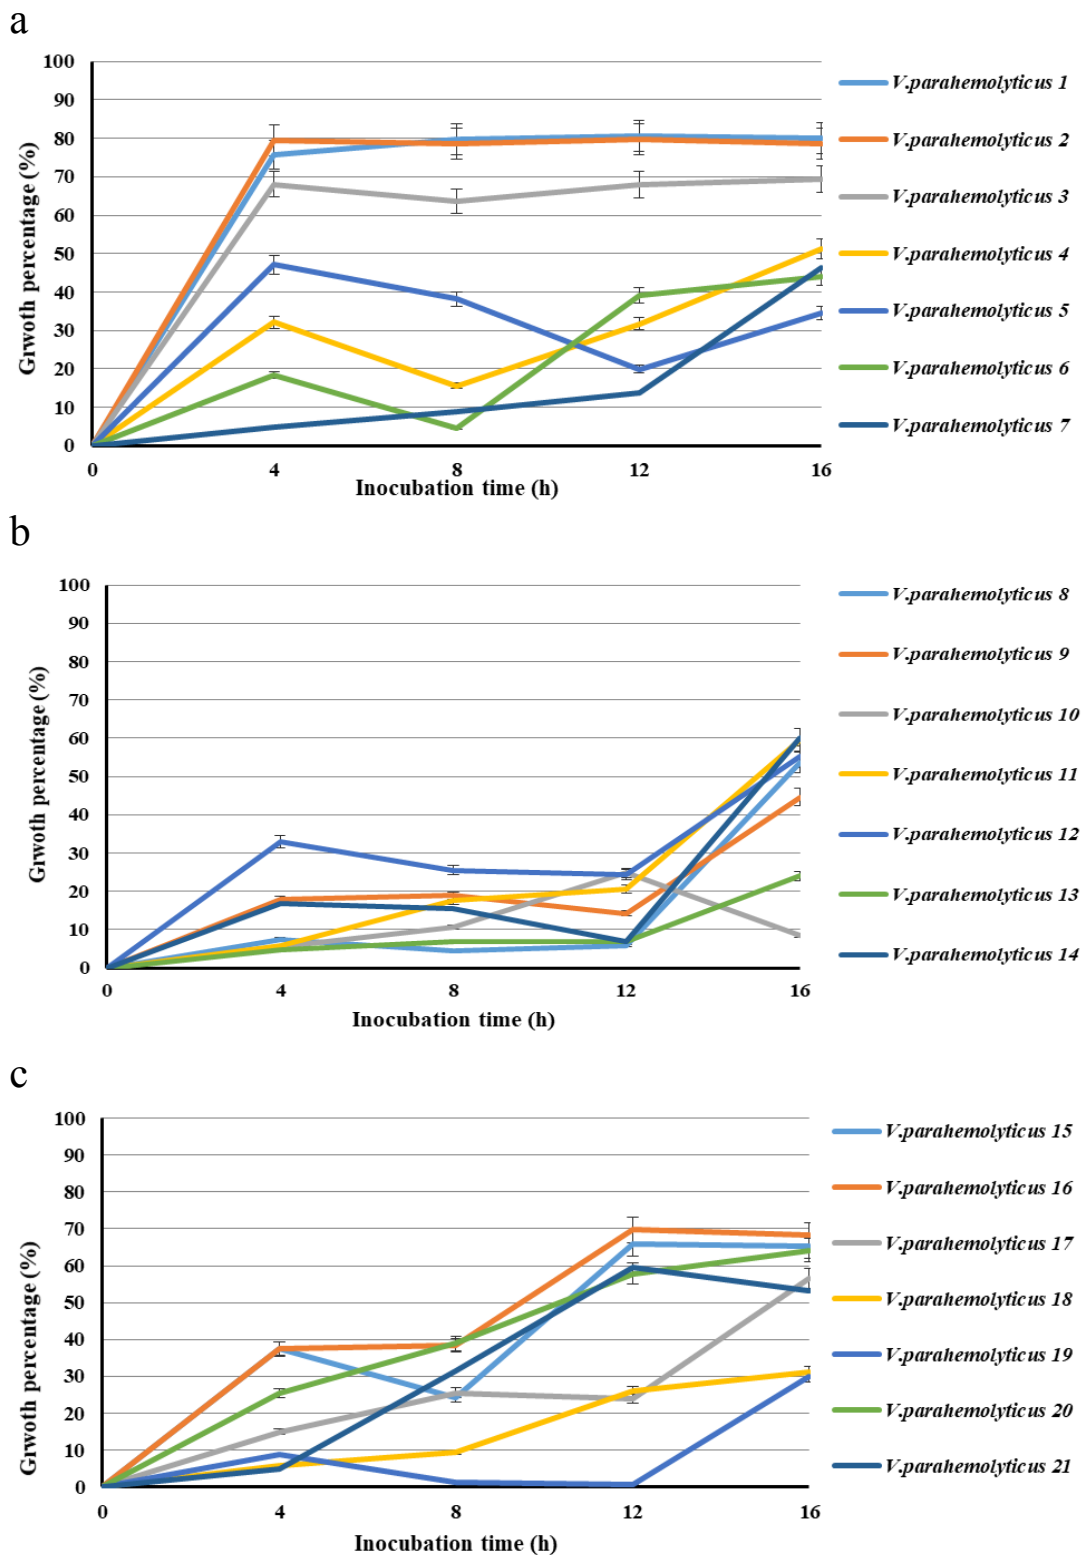 a
100
90
80
70
60
50
40
30
20
10
0
Grwoth percentage (%)
0 4 8 12 16
Inocubation time (h)
V.parahemolyticus 1
V.parahemolyticus 2
V.parahemolyticus 3
V.parahemolyticus 4
V.parahemolyticus 5
V.parahemolyticus 6
V.parahemolyticus 7
b
100
90
80
70
60
50
40
30
20
10
0
Grwoth percentage (%)
0 4 8 12 16
Inocubation time (h)
V.parahemolyticus 8
V.parahemolyticus 9
V.parahemolyticus 10
V.parahemolyticus 11
V.parahemolyticus 12
V.parahemolyticus 13
V.parahemolyticus 14
c
100
90
80
70
60
50
40
30
20
10
0
Grwoth percentage (%)
0 4 8 12 16
Inocubation time (h)
V.parahemolyticus 15
V.parahemolyticus 16
V.parahemolyticus 17
V.parahemolyticus 18
V.parahemolyticus 19
V.parahemolyticus 20
V.parahemolyticus 21